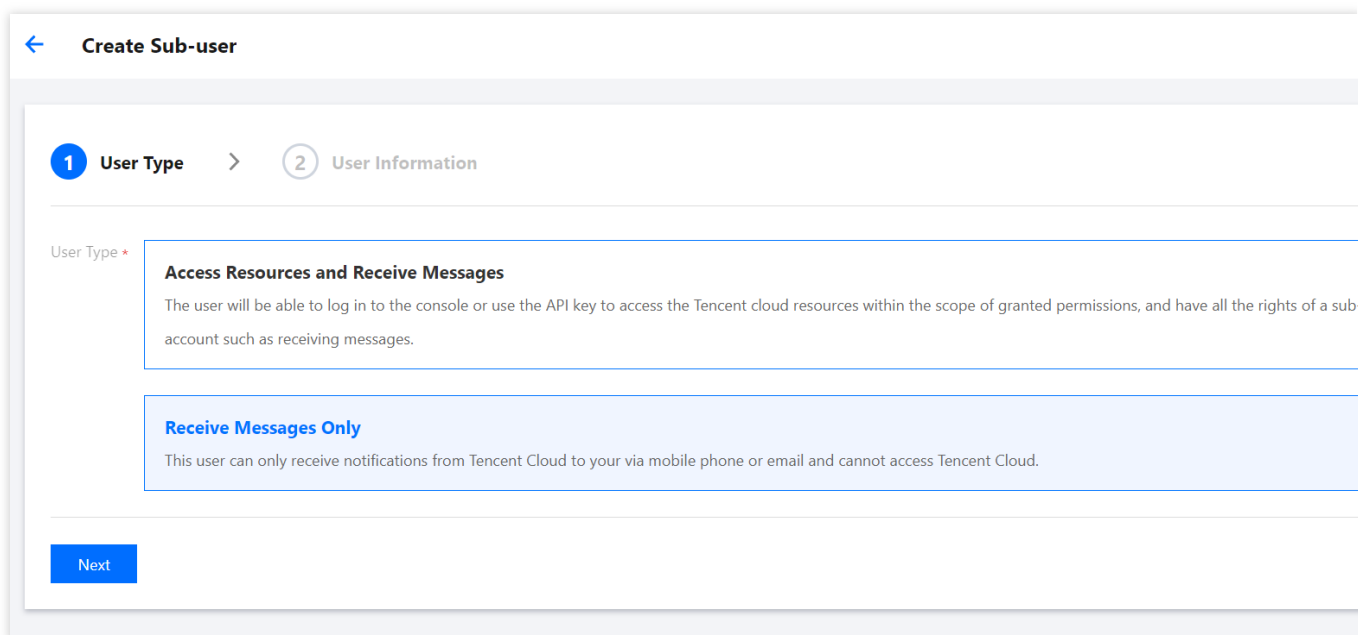 Create Sub-user
1 User Type > 2 User Information
User Type *
Access Resources and Receive Messages
The user will be able to log in to the console or use the API key to access the Tencent cloud resources within the scope of granted permissions, and have all the rights of a sub
account such as receiving messages.
Receive Messages Only
This user can only receive notifications from Tencent Cloud to your via mobile phone or email and cannot access Tencent Cloud.
Next